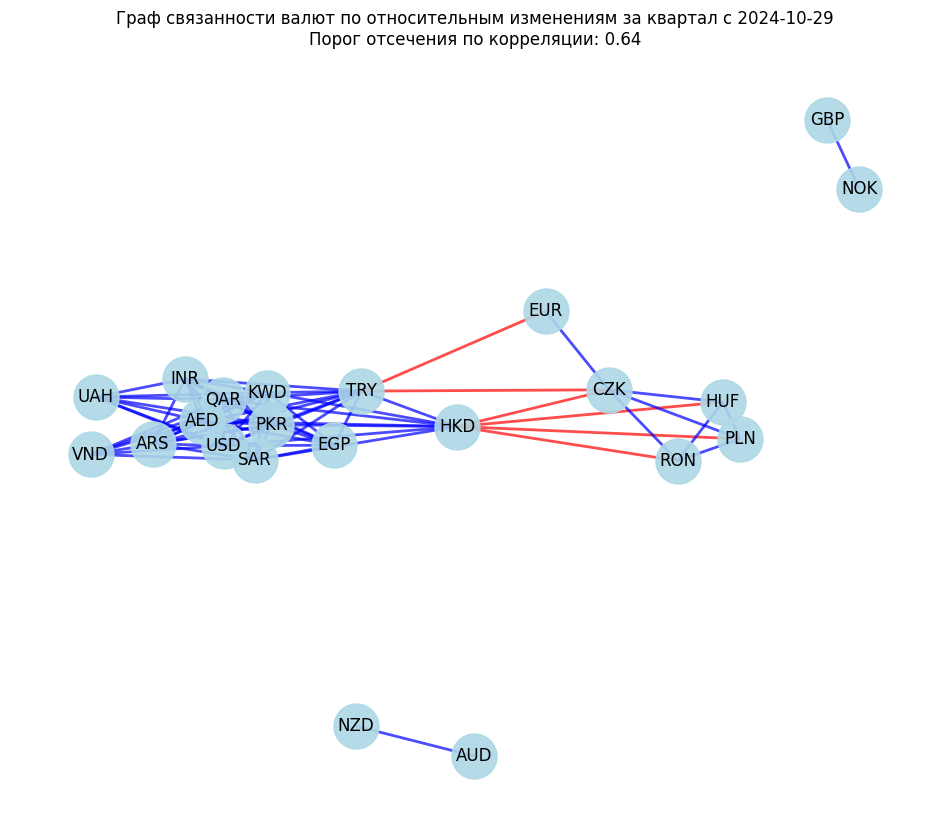 Граф связанности валют по относительным изменениям за квартал с 2024-10-29
Порог отсечения по корреляции: 0.64
GBP
NOK
EUR
INR
KWD
TRY
CZK
UAH
QAR
HUF
AED
PKR
HKD
ARS
USD
EGP
PLN
VND
SAR
RON
NZD
AUD